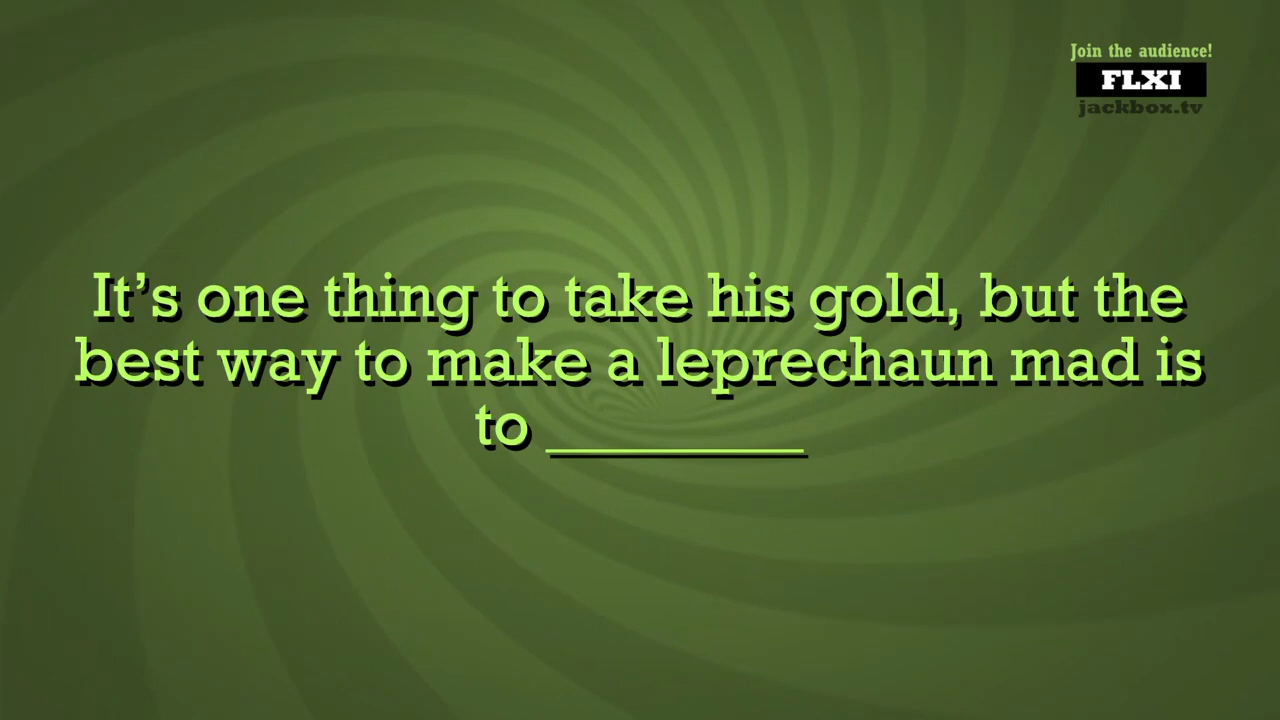 Join the audience!
FLXI
jackbox.tv
It’s one thing to take his gold, but the
best way to make a leprechaun mad is
to ________